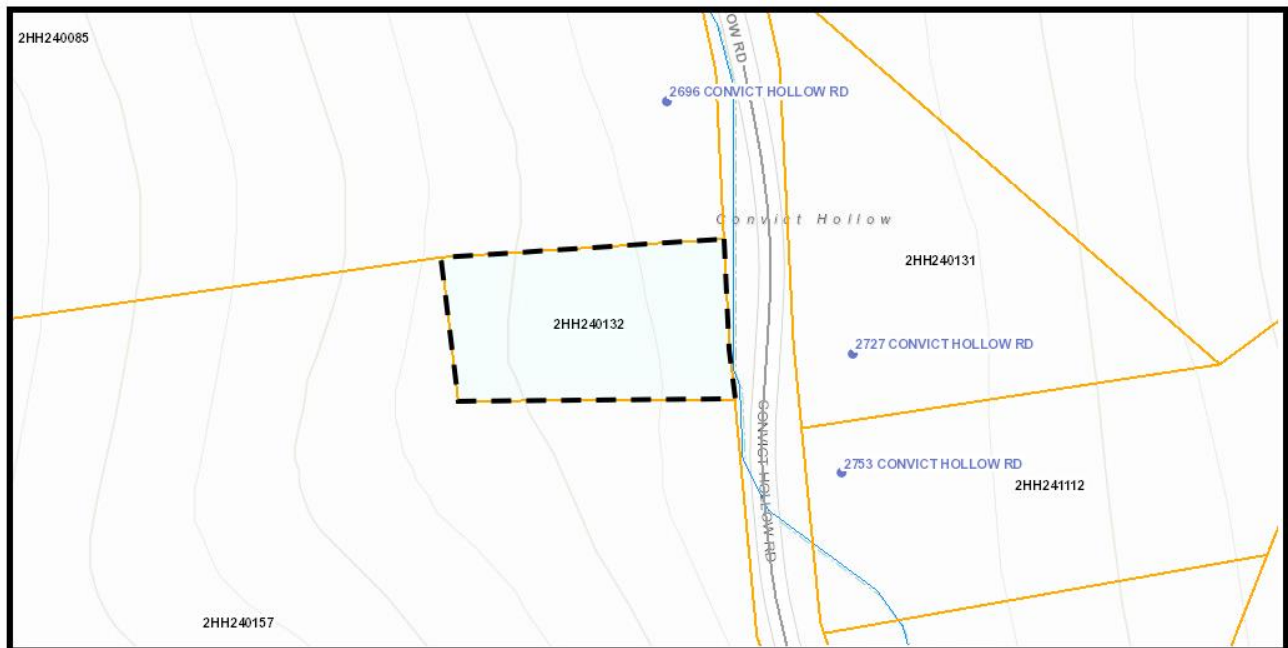 2HH240085
OW RD
2696 CONVICT HOLLOW RD
Convict Hollow
2HH240131
2HH240132
2727 CONVICT HOLLOW RD
CONVICT HOLLOW RD
2753 CONVICT HOLLOW RD
2HH241112
2HH240157